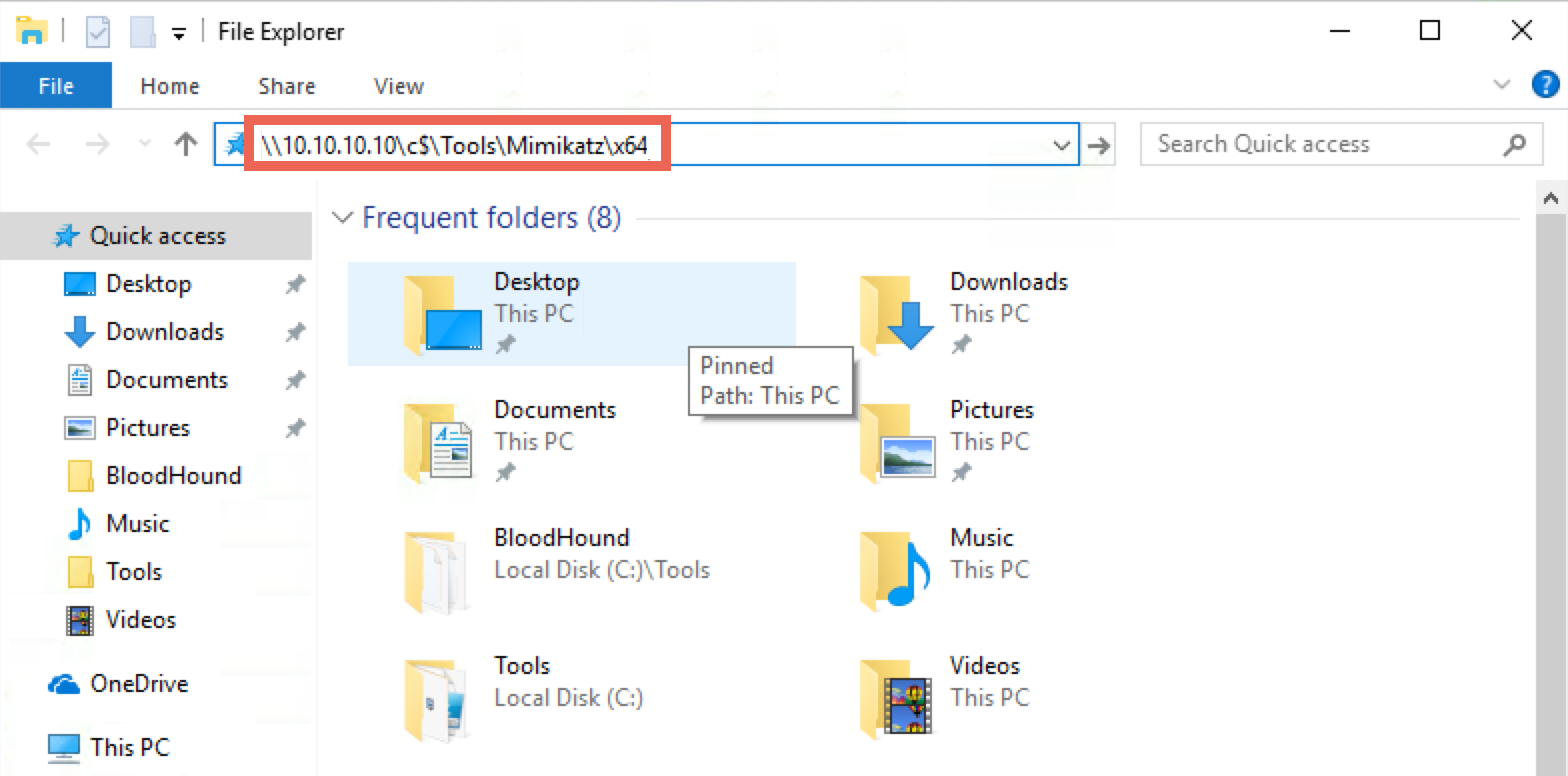 File Explorer
File Home Share View
\\10.10.10.10\c$\Tools\Mimikatz\x64
Search Quick access
Quick access
Desktop
Downloads
Documents
Pictures
BloodHound
Music
Tools
Videos
OneDrive
This PC
Frequent folders (8)
Desktop
This PC
Downloads
This PC
Pinned
Path: This PC
Documents
This PC
Pictures
This PC
BloodHound
Local Disk (C:)\Tools
Music
This PC
Tools
Local Disk (C:)
Videos
This PC